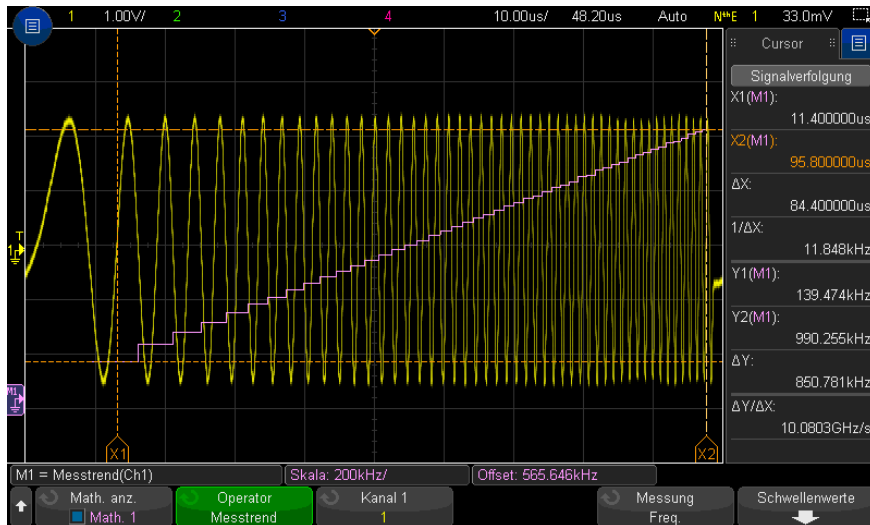 1 1.00V/ 2 3 4 10.00us/ 48.20us Auto NthE 1 33.0mV
Cursor
Signalverfolgung
X1(M1):
11.400000us
X2(M1):
95.800000us
ΔX:
84.400000us
1/ΔX:
11.848kHz
Y1(M1):
139.474kHz
Y2(M1):
990.255kHz
ΔY:
850.781kHz
ΔY/ΔX:
10.0803GHz/s
T
1
M1
X1 X2
M1 = Messtrend(Ch1) Skala: 200kHz/ Offset: 565.646kHz
Math. anz. Operator Kanal 1 Messung Schwellenwerte
Math. 1 Messtrend 1 Freq.